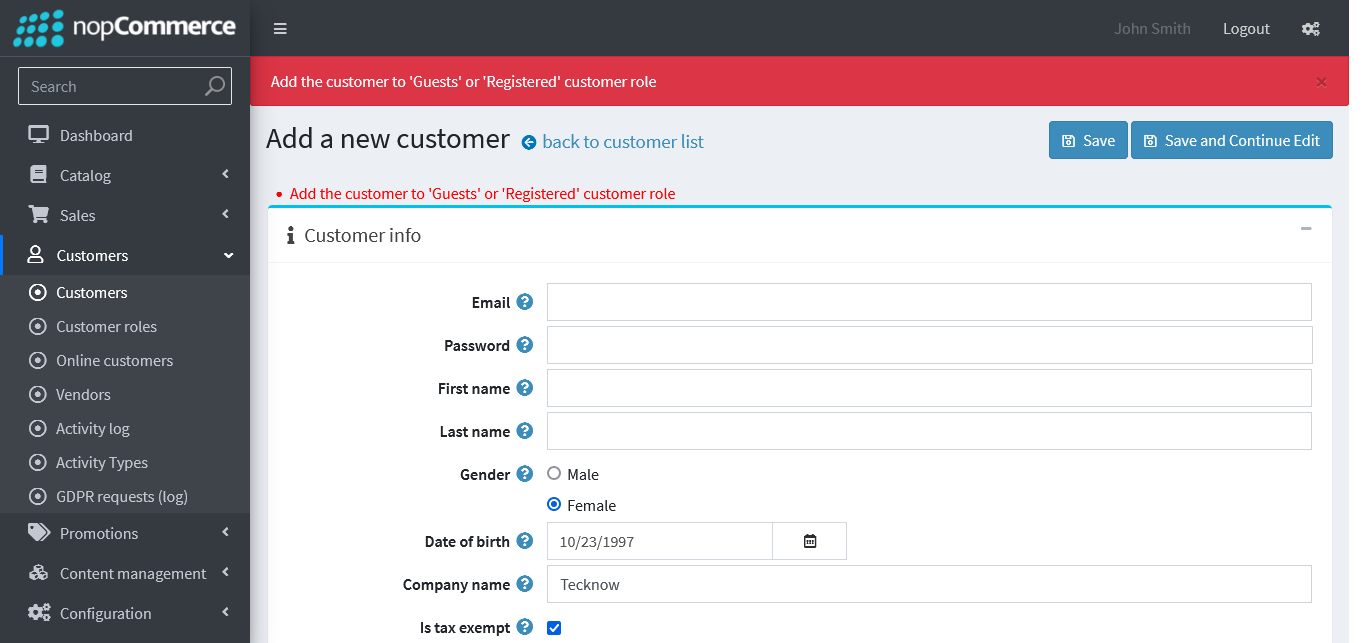 nopCommerce
John Smith
Logout
Search
Add the customer to 'Guests' or 'Registered' customer role
×
Dashboard
Catalog
Sales
Customers
Customers
Customer roles
Online customers
Vendors
Activity log
Activity Types
GDPR requests (log)
Promotions
Content management
Configuration
Add a new customer
back to customer list
Save
Save and Continue Edit
Add the customer to 'Guests' or 'Registered' customer role
Customer info
Email
Password
First name
Last name
Gender
Male
Female
Date of birth
10/23/1997
Company name
Tecknow
Is tax exempt